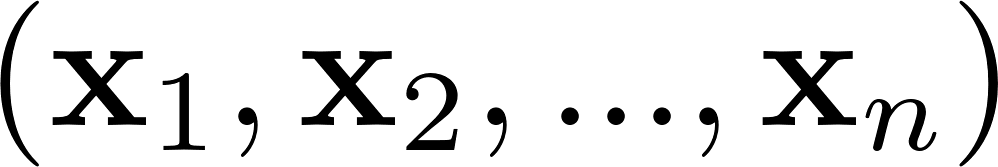 (𝐱₁, 𝐱₂, ..., 𝐱ₙ)